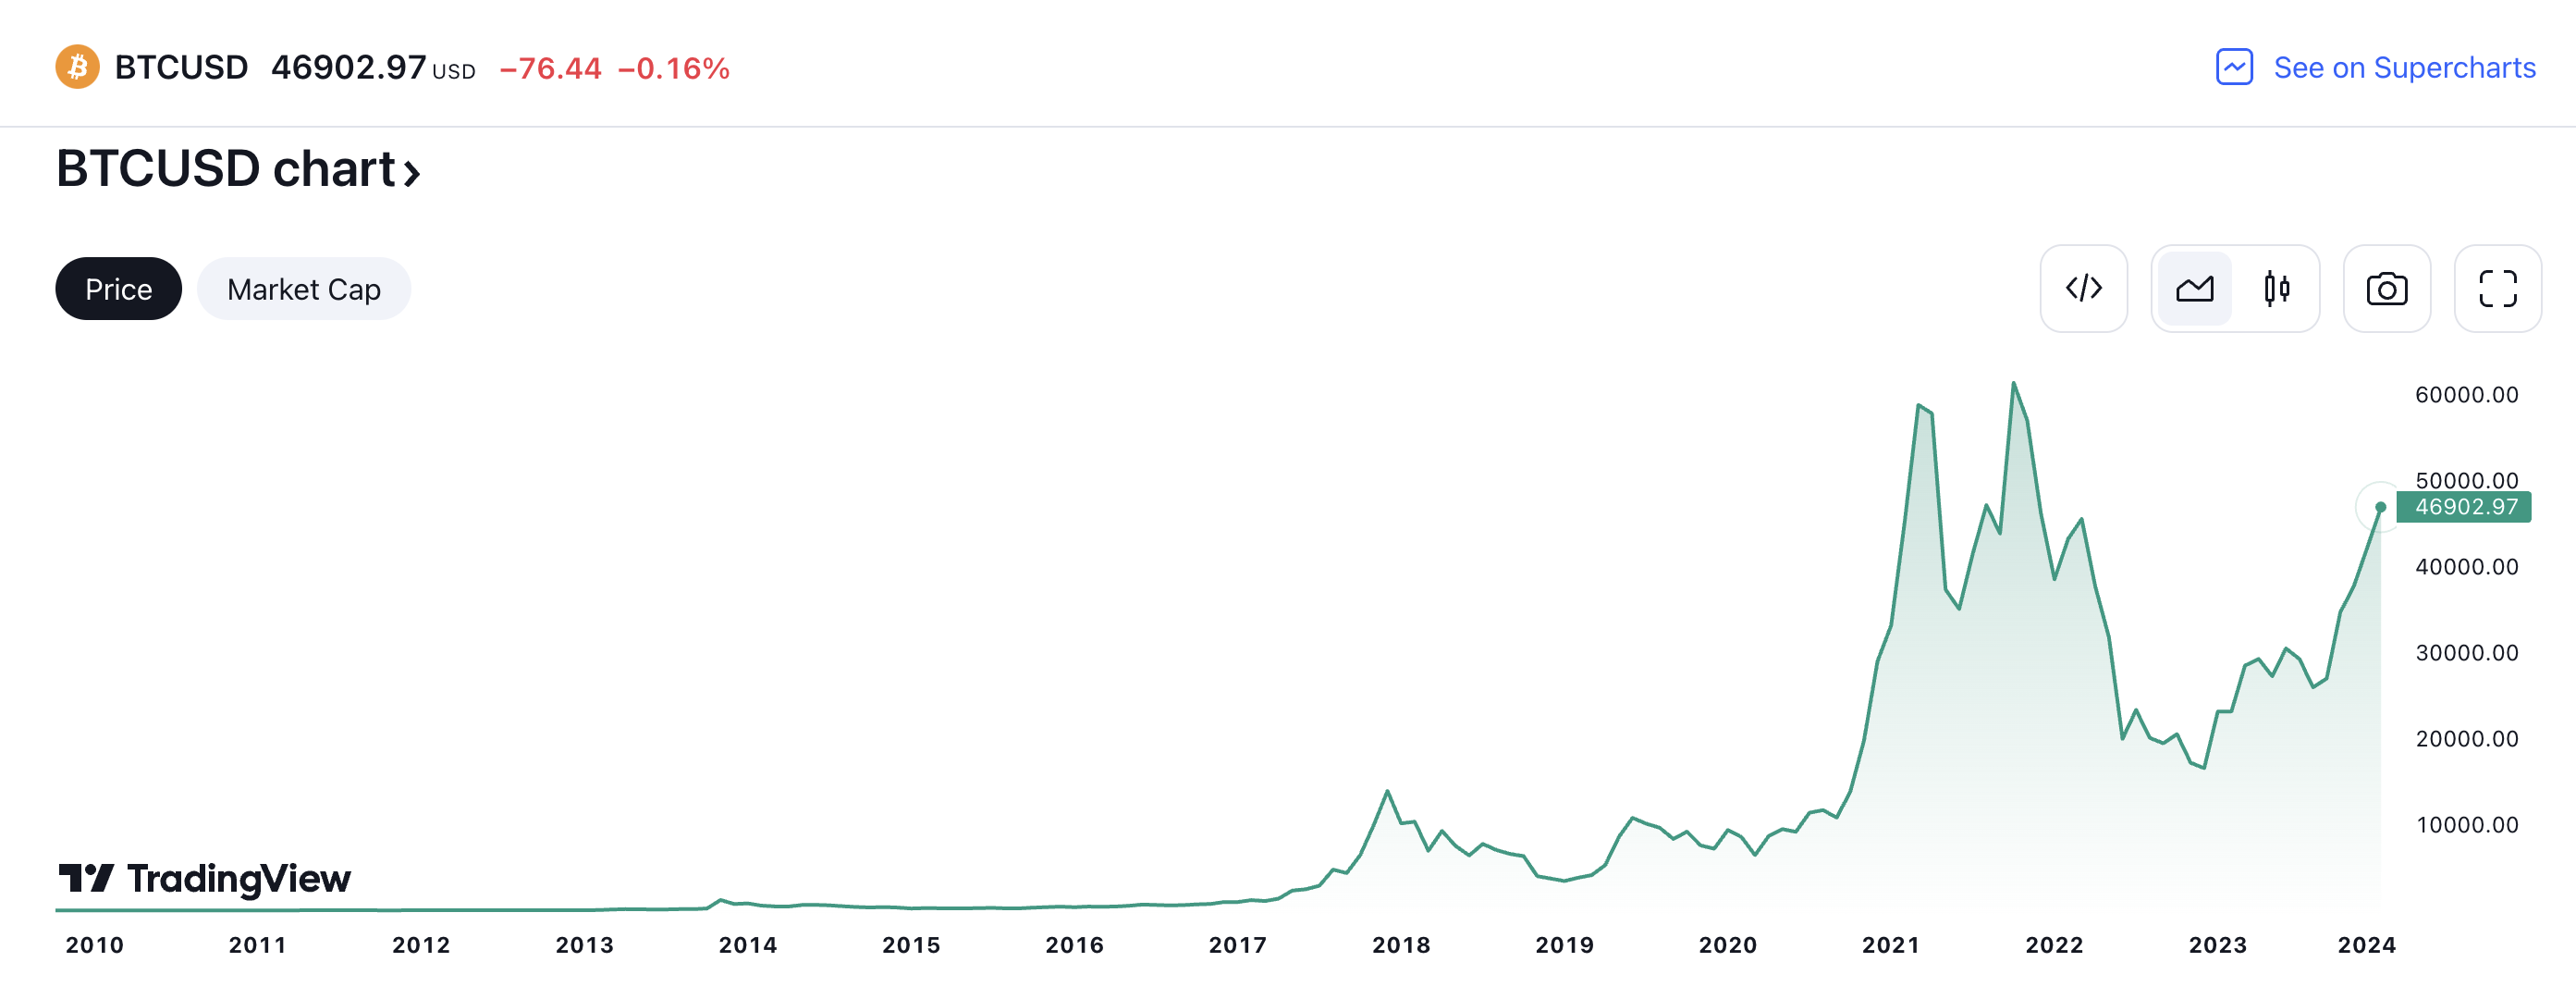 BTCUSD 46902.97 USD −76.44 −0.16% See on Supercharts
BTCUSD chart›
Price Market Cap
60000.00
50000.00
46902.97
40000.00
30000.00
20000.00
10000.00
TradingView
2010 2011 2012 2013 2014 2015 2016 2017 2018 2019 2020 2021 2022 2023 2024